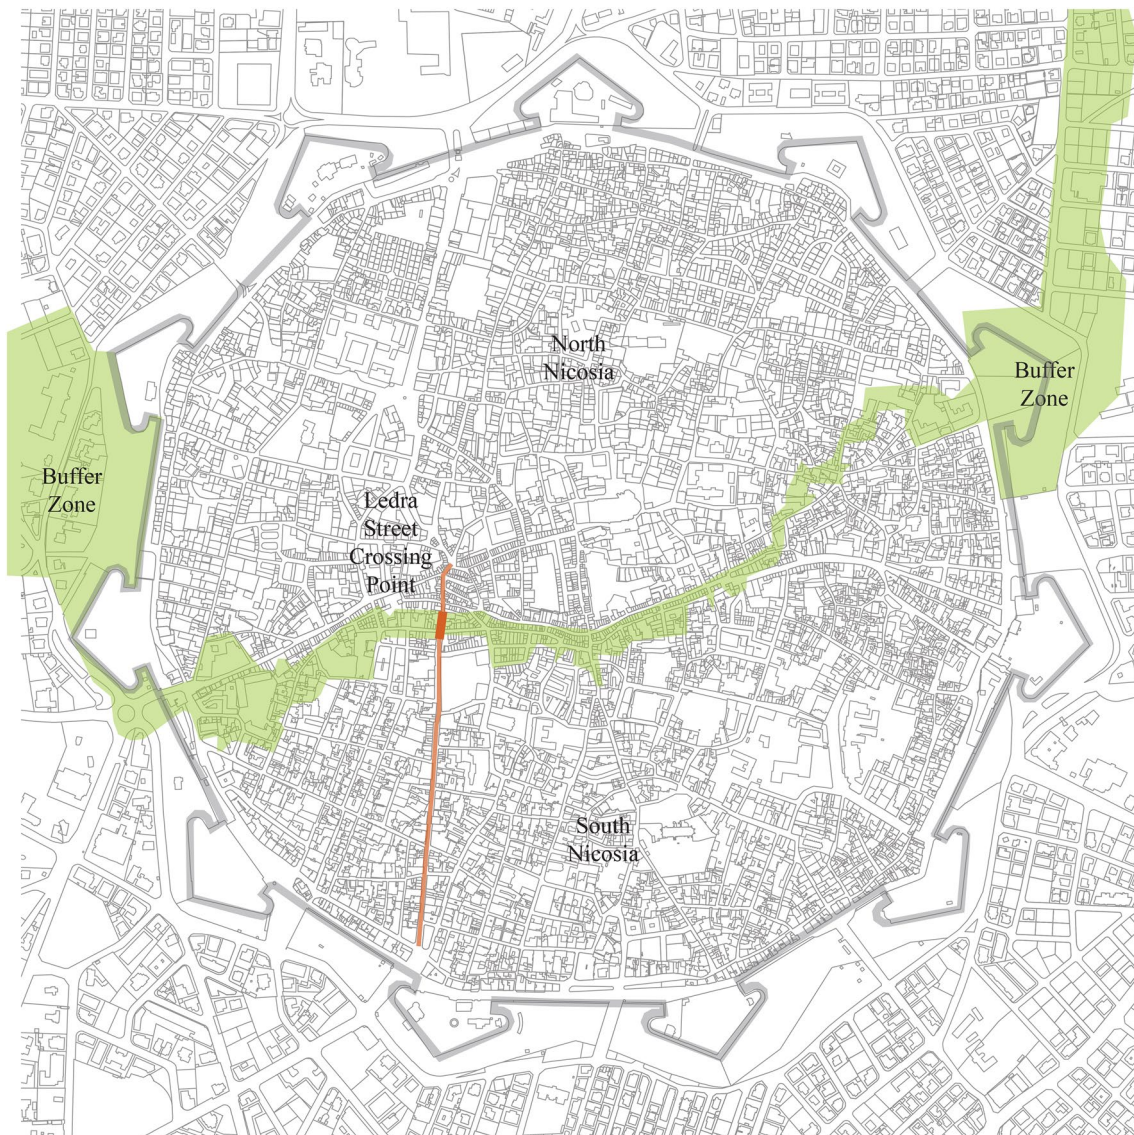 North
Nicosia
Buffer
Zone
Buffer
Zone
Ledra
Street
Crossing
Point
South
Nicosia